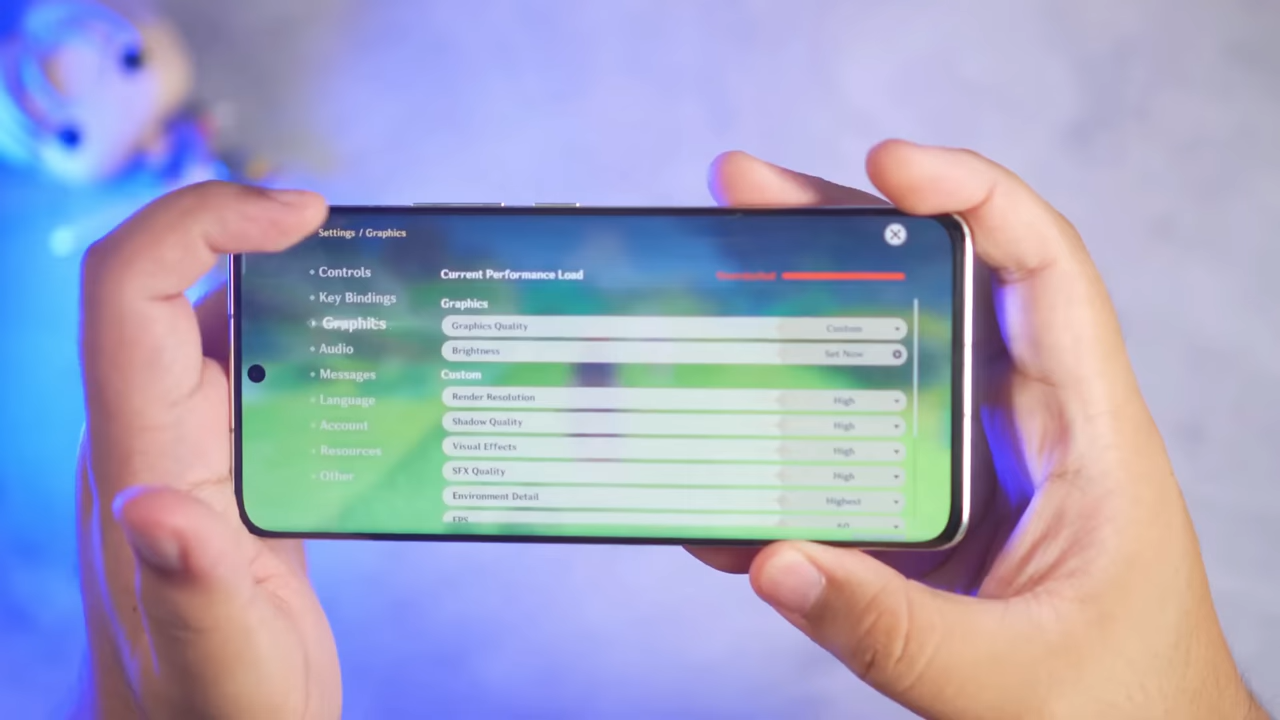 Settings / Graphics
Controls
Key Bindings
Graphics
Audio
Messages
Language
Account
Resources
Other
Current Performance Load
Graphics
Graphics Quality Custom
Brightness Set Now
Custom
Render Resolution High
Shadow Quality High
Visual Effects High
SFX Quality High
Environment Detail Highest
FPS 60